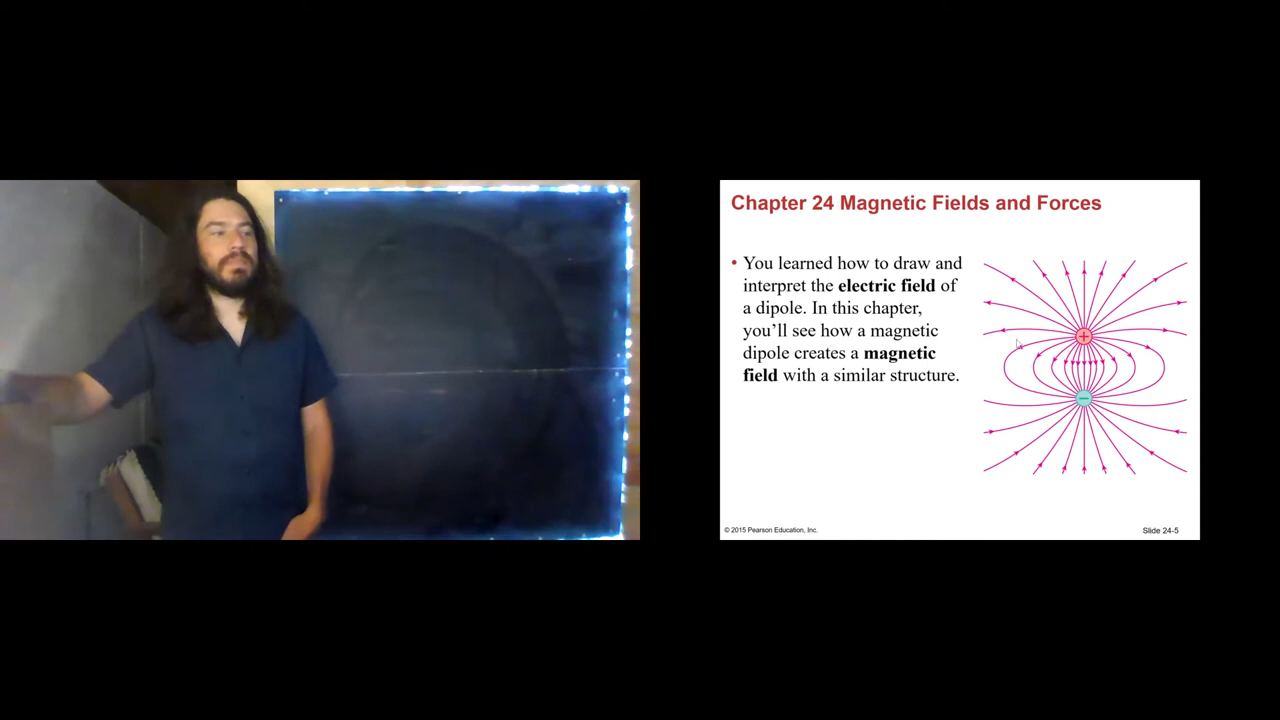 Chapter 24 Magnetic Fields and Forces
• You learned how to draw and
interpret the electric field of
a dipole. In this chapter,
you’ll see how a magnetic
dipole creates a magnetic
field with a similar structure.
+
−
© 2015 Pearson Education, Inc.
Slide 24-5